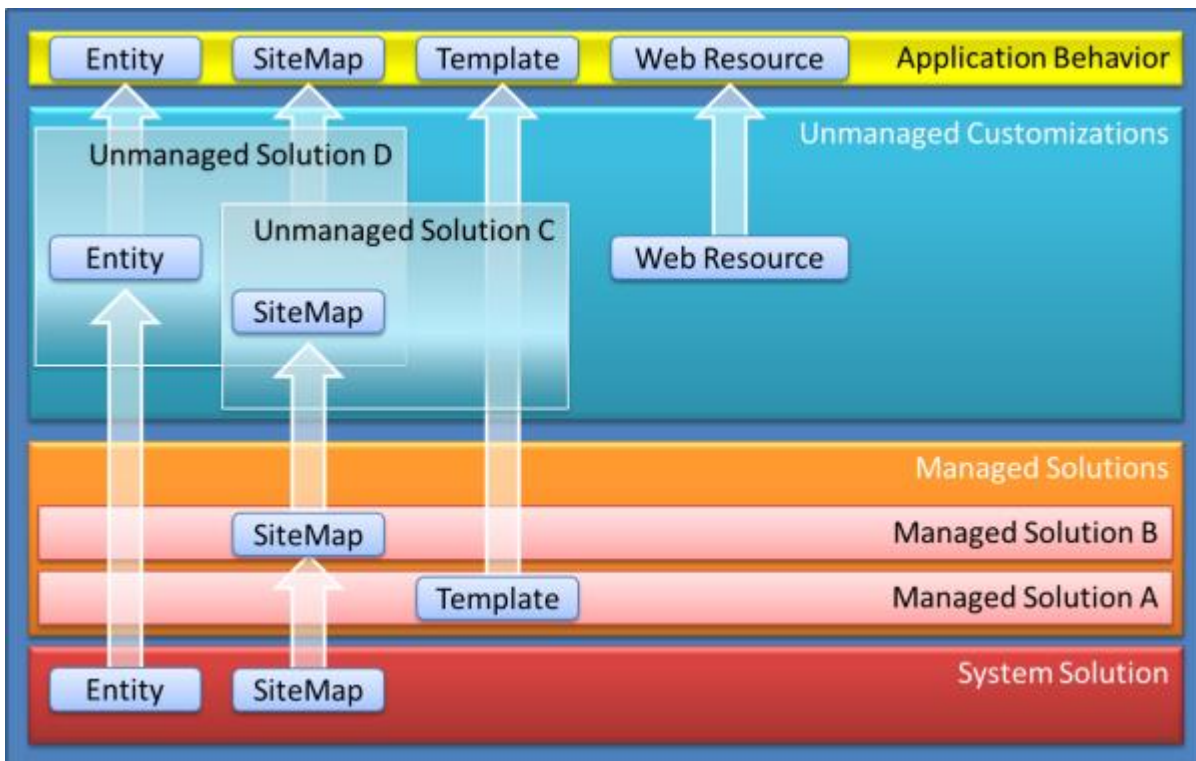 Entity
SiteMap
Template
Web Resource
Application Behavior
Unmanaged Customizations
Unmanaged Solution D
Unmanaged Solution C
Entity
Web Resource
SiteMap
Managed Solutions
SiteMap
Managed Solution B
Template
Managed Solution A
System Solution
Entity
SiteMap